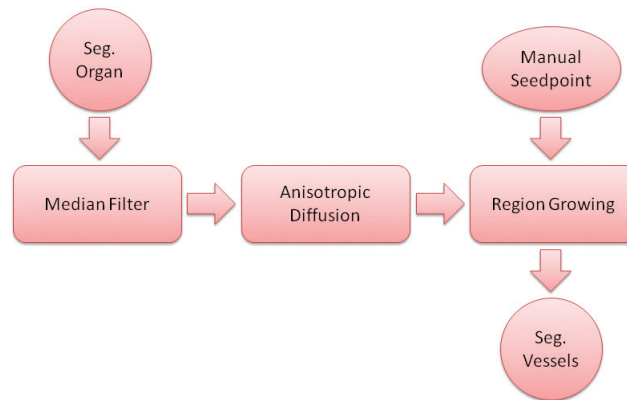 Seg.
Organ
Manual
Seedpoint
Median Filter
Anisotropic
Diffusion
Region Growing
Seg.
Vessels